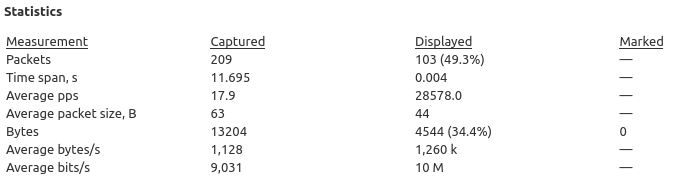 Statistics
Measurement Captured Displayed Marked
Packets 209 103 (49.3%) —
Time span, s 11.695 0.004 —
Average pps 17.9 28578.0 —
Average packet size, B 63 44 —
Bytes 13204 4544 (34.4%) 0
Average bytes/s 1,128 1,260 k —
Average bits/s 9,031 10 M —